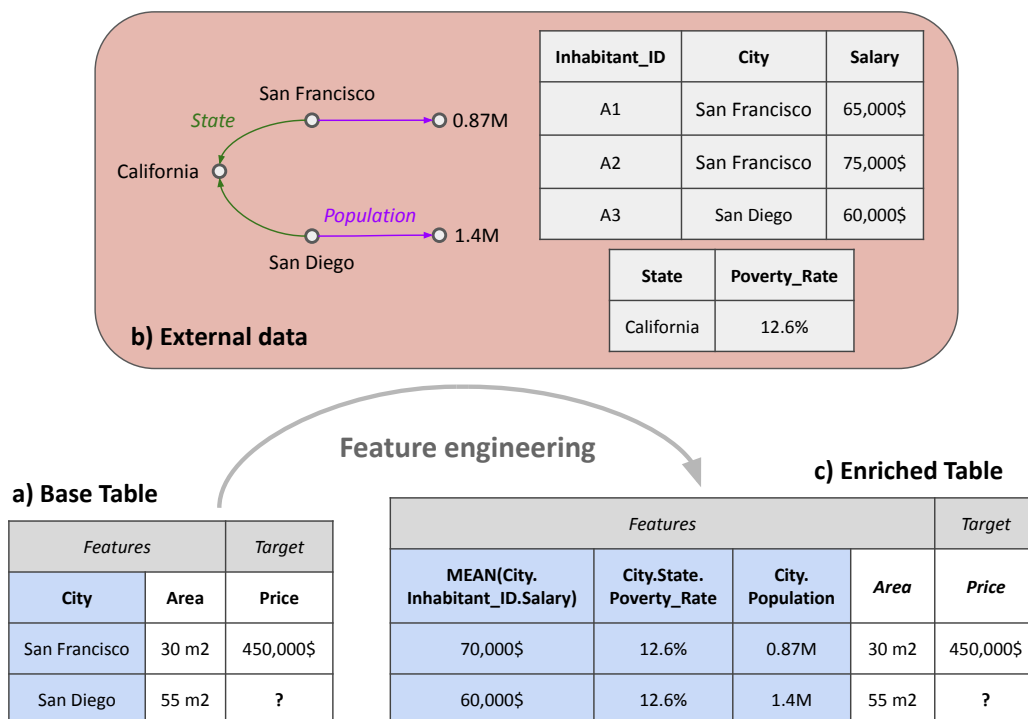 San Francisco
State
0.87M
California
Population
1.4M
San Diego
Inhabitant_ID City Salary
A1 San Francisco 65,000$
A2 San Francisco 75,000$
A3 San Diego 60,000$
State Poverty_Rate
California 12.6%
b) External data
Feature engineering
a) Base Table
Features Target
City Area Price
San Francisco 30 m2 450,000$
San Diego 55 m2 ?
c) Enriched Table
Features Target
MEAN(City.
Inhabitant_ID.Salary)
City.State.
Poverty_Rate
City.
Population
Area
Price
70,000$ 12.6% 0.87M 30 m2 450,000$
60,000$ 12.6% 1.4M 55 m2 ?